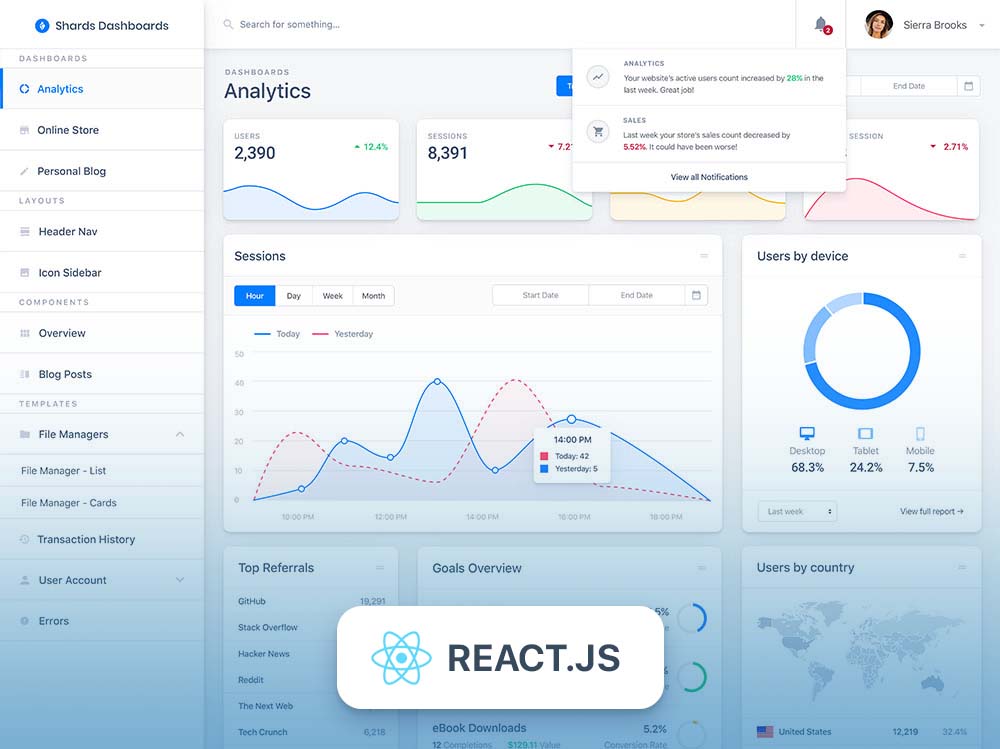 Shards Dashboards
Search for something...
2
Sierra Brooks
DASHBOARDS
Analytics
Online Store
Personal Blog
LAYOUTS
Header Nav
Icon Sidebar
COMPONENTS
Overview
Blog Posts
TEMPLATES
File Managers
File Manager - List
File Manager - Cards
Transaction History
User Account
Errors
DASHBOARDS
Analytics
End Date
ANALYTICS
Your website's active users count increased by 28% in the
last week. Great job!
SALES
Last week your store's sales count decreased by
5.52%. It could have been worse!
View all Notifications
USERS
2,390
12.4%
SESSIONS
8,391
SESSION
2.71%
Sessions
Hour Day Week Month
Start Date End Date
Today Yesterday
50
40
30
20
10
0
14:00 PM
Today: 42
Yesterday: 5
10:00 PM 12:00 PM 14:00 PM 16:00 PM 18:00 PM
Users by device
Desktop Tablet Mobile
68.3% 24.2% 7.5%
Last week View full report →
Top Referrals
GitHub 19,291
Stack Overflow
Hacker News
Reddit
The Next Web
Tech Crunch 6,218
Goals Overview
eBook Downloads 5.2%
12 Completions $129.11 Value Conversion Rate
Users by country
United States 12,219 32.4%
REACT.JS